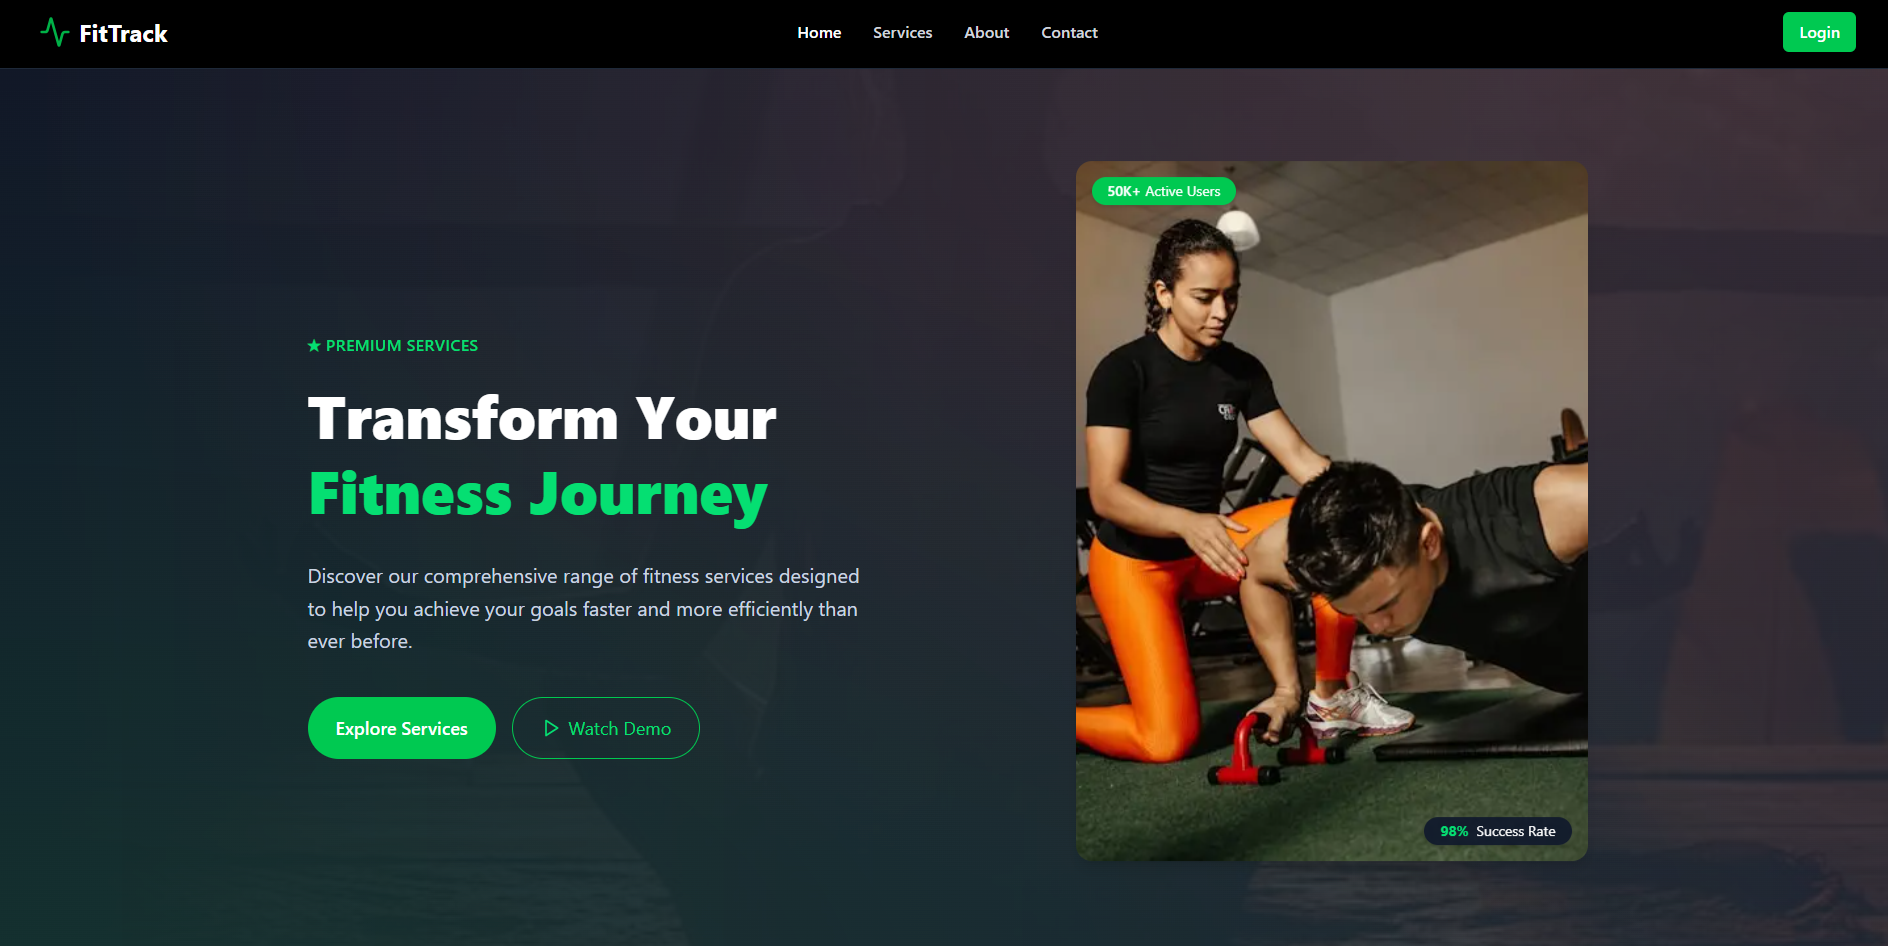 FitTrack
Home
Services
About
Contact
Login
★ PREMIUM SERVICES
Transform Your
Fitness Journey
Discover our comprehensive range of fitness services designed
to help you achieve your goals faster and more efficiently than
ever before.
Explore Services
Watch Demo
50K+ Active Users
98% Success Rate